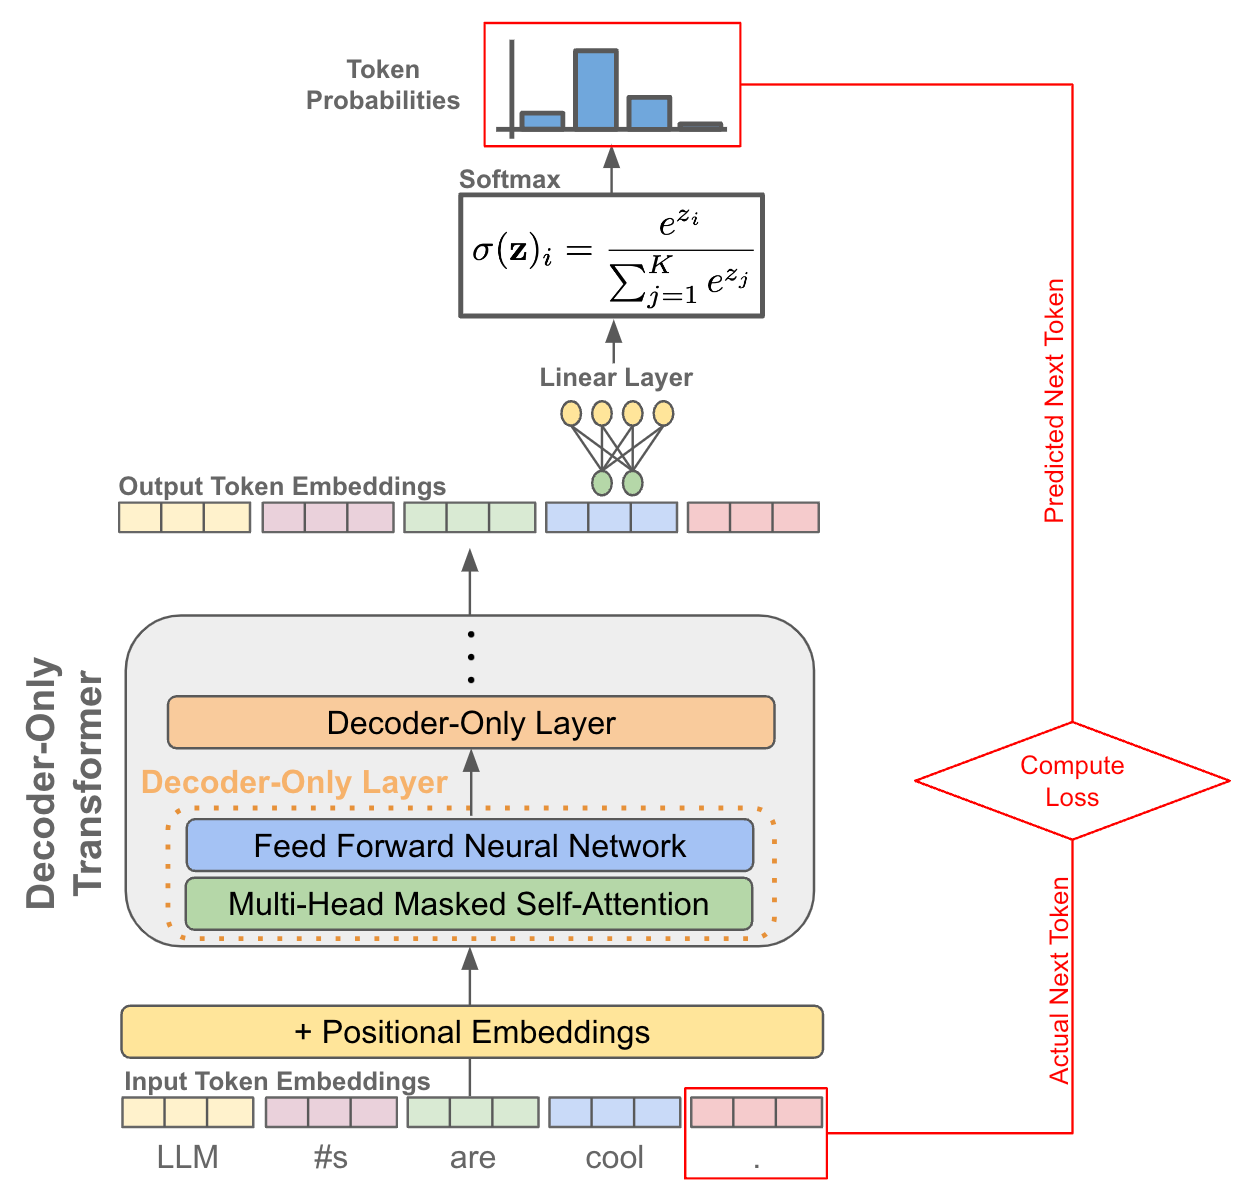 Token
Probabilities
Softmax
σ(𝐳)ᵢ = e^{z_i} / ∑_{j=1}^{K} e^{z_j}
Linear Layer
Output Token Embeddings
Decoder-Only
Transformer
Decoder-Only Layer
Decoder-Only Layer
Feed Forward Neural Network
Multi-Head Masked Self-Attention
+ Positional Embeddings
Input Token Embeddings
LLM #s are cool .
Predicted Next Token
Compute
Loss
Actual Next Token